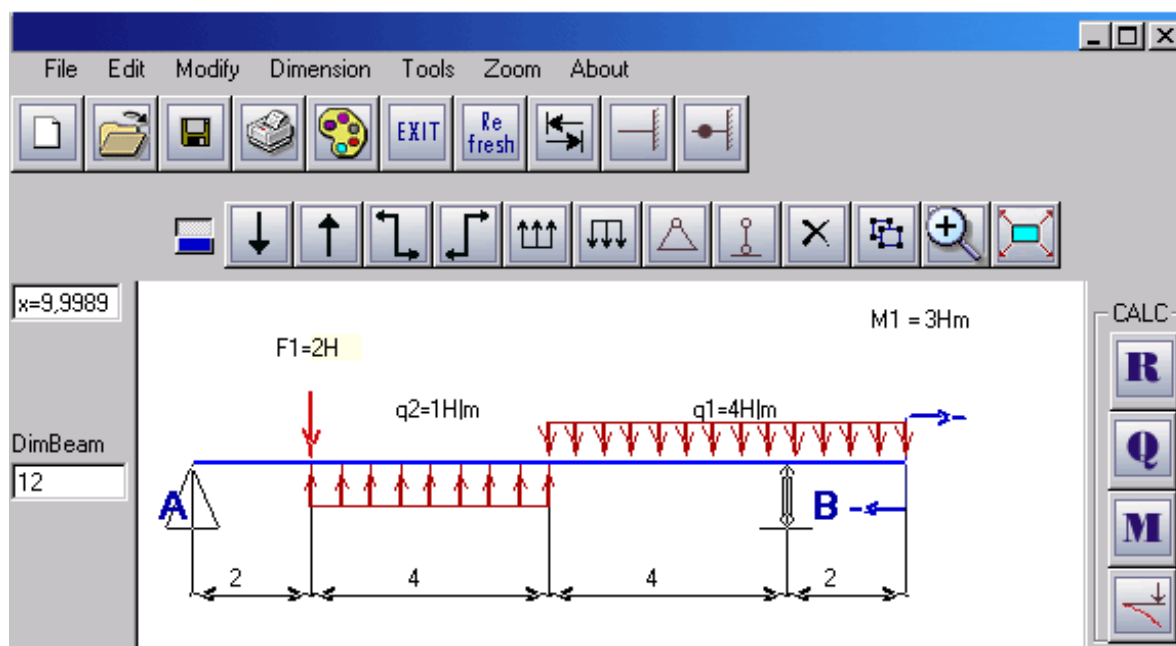 File Edit Modify Dimension Tools Zoom About
EXIT
Re
fresh
x=9,9989
M1 = 3Hm
CALC
F1=2H
R
q2=1H|m
q1=4H|m
DimBeam
Q
12
A
B
M
2
4
4
2